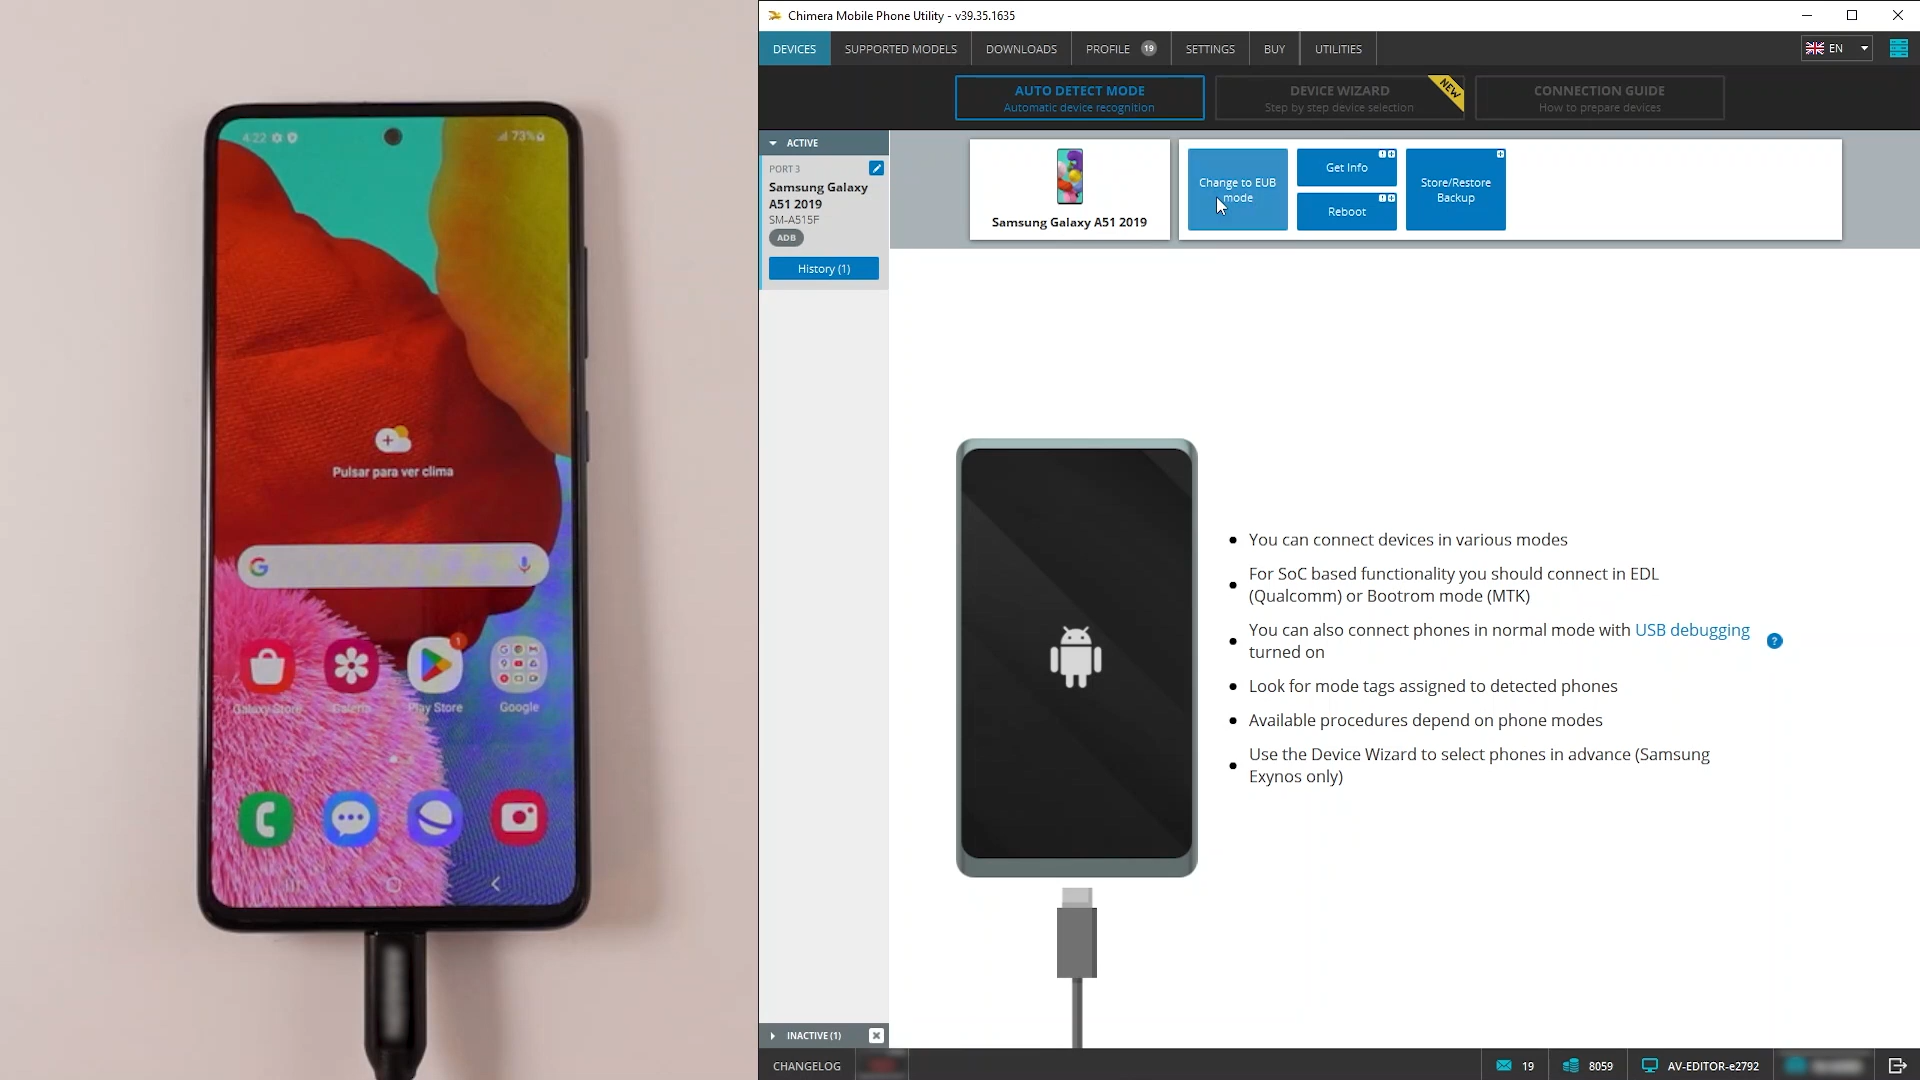 4:22
73%
Pulsar para ver clima
1
Galaxy Store
Galería
Play Store
Google
Chimera Mobile Phone Utility - v39.35.1635
DEVICES
SUPPORTED MODELS
DOWNLOADS
PROFILE 19
SETTINGS
BUY
UTILITIES
EN
AUTO DETECT MODE
Automatic device recognition
DEVICE WIZARD
Step by step device selection
NEW
CONNECTION GUIDE
How to prepare devices
ACTIVE
PORT 3
Samsung Galaxy
A51 2019
SM-A515F
ADB
History (1)
Samsung Galaxy A51 2019
Change to EUB
mode
Get Info
Reboot
Store/Restore
Backup
You can connect devices in various modes
For SoC based functionality you should connect in EDL
(Qualcomm) or Bootrom mode (MTK)
You can also connect phones in normal mode with USB debugging
turned on
?
Look for mode tags assigned to detected phones
Available procedures depend on phone modes
Use the Device Wizard to select phones in advance (Samsung
Exynos only)
INACTIVE (1)
CHANGELOG
19
8059
AV-EDITOR-e2792